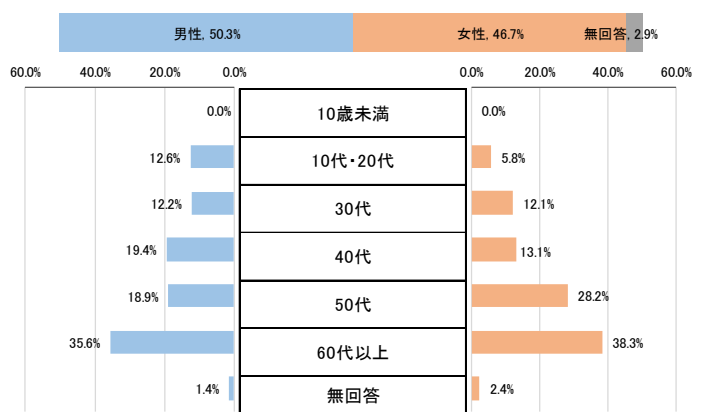 男性, 50.3% 女性, 46.7% 無回答, 2.9%
60.0% 40.0% 20.0% 0.0% 0.0% 20.0% 40.0% 60.0%
0.0% 10歳未満 0.0%
12.6% 10代・20代 5.8%
12.2% 30代 12.1%
19.4% 40代 13.1%
18.9% 50代 28.2%
35.6% 60代以上 38.3%
1.4% 無回答 2.4%